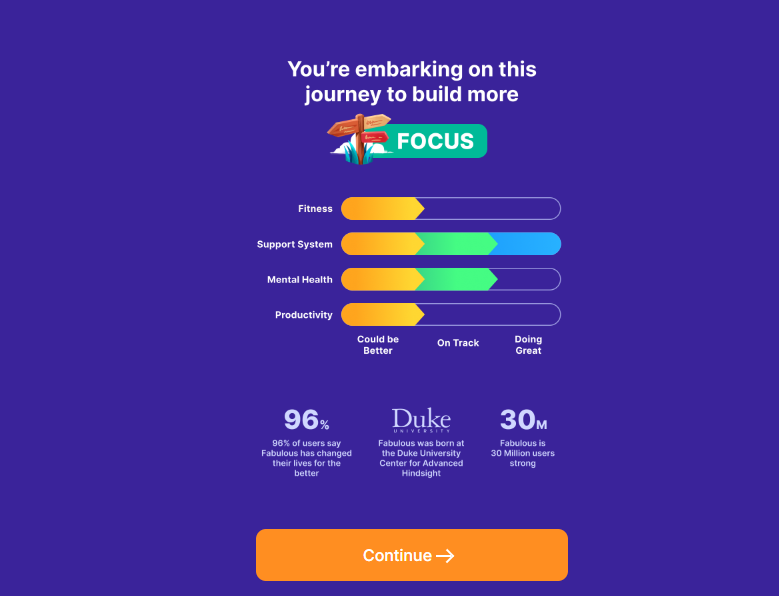 You’re embarking on this
journey to build more
FOCUS
Fitness
Support System
Mental Health
Productivity
Could be
Better
On Track
Doing
Great
96%
96% of users say
Fabulous has changed
their lives for the
better
Duke
UNIVERSITY
Fabulous was born at
the Duke University
Center for Advanced
Hindsight
30M
Fabulous is
30 Million users
strong
Continue →